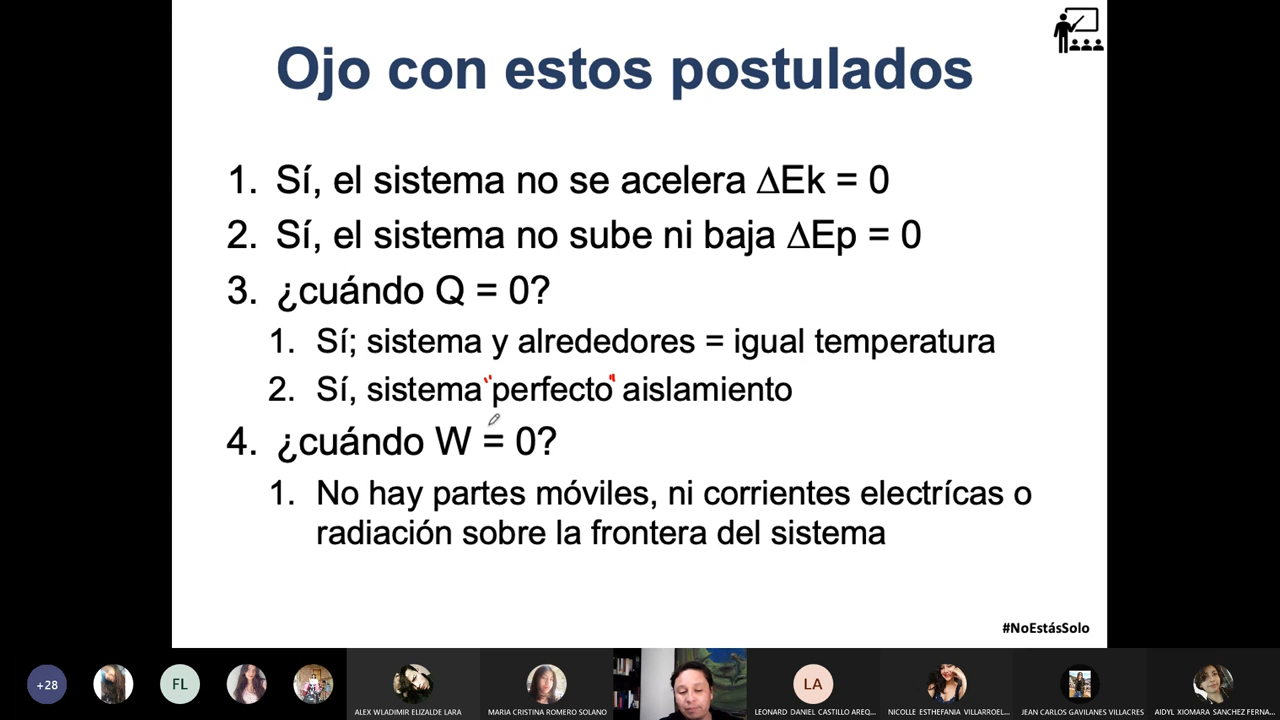 Ojo con estos postulados
1. Sí, el sistema no se acelera ∆Ek = 0
2. Sí, el sistema no sube ni baja ∆Ep = 0
3. ¿cuándo Q = 0?
1. Sí; sistema y alrededores = igual temperatura
2. Sí, sistema "perfecto" aislamiento
4. ¿cuándo W = 0?
1. No hay partes móviles, ni corrientes electrícas o
radiación sobre la frontera del sistema
#NoEstásSolo
+28
FL
LA
ALEX WLADIMIR ELIZALDE LARA
MARIA CRISTINA ROMERO SOLANO
LEONARD DANIEL CASTILLO AREQ...
NICOLLE ESTHEFANIA VILLARROEL...
JEAN CARLOS GAVILANES VILLACRES
AIDYL XIOMARA SANCHEZ FERNA...